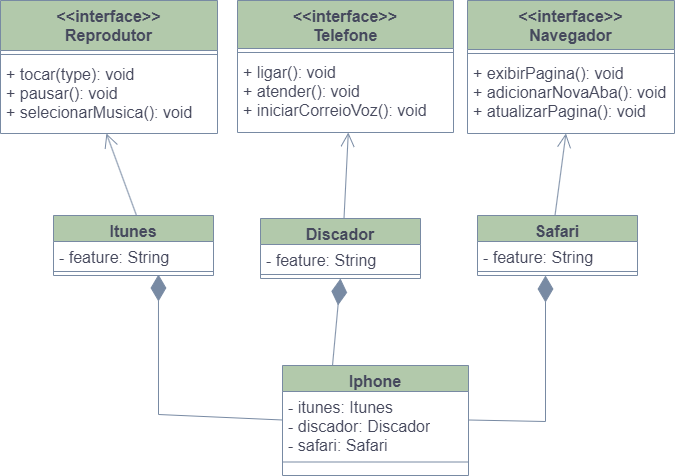 <<interface>>
Reprodutor
+ tocar(type): void
+ pausar(): void
+ selecionarMusica(): void
<<interface>>
Telefone
+ ligar(): void
+ atender(): void
+ iniciarCorreioVoz(): void
<<interface>>
Navegador
+ exibirPagina(): void
+ adicionarNovaAba(): void
+ atualizarPagina(): void
Itunes
- feature: String
Discador
- feature: String
Safari
- feature: String
Iphone
- itunes: Itunes
- discador: Discador
- safari: Safari